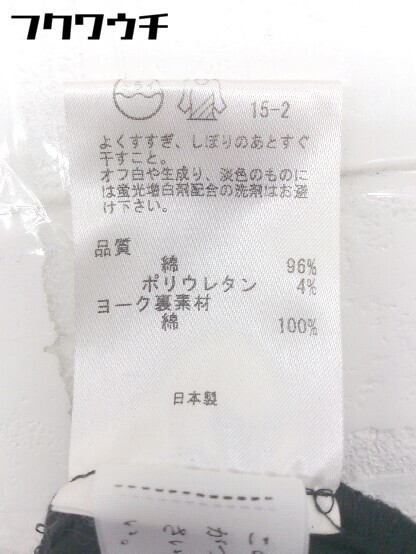 フクワウチ
15-2
よくすすぎ、しぼりのあとすぐ
干すこと。
オフ白や生成り、淡色のものに
は蛍光増白剤配合の洗剤はお避
け下さい。
品質
綿 96%
ポリウレタン 4%
ヨーク裏素材
綿 100%
日本製